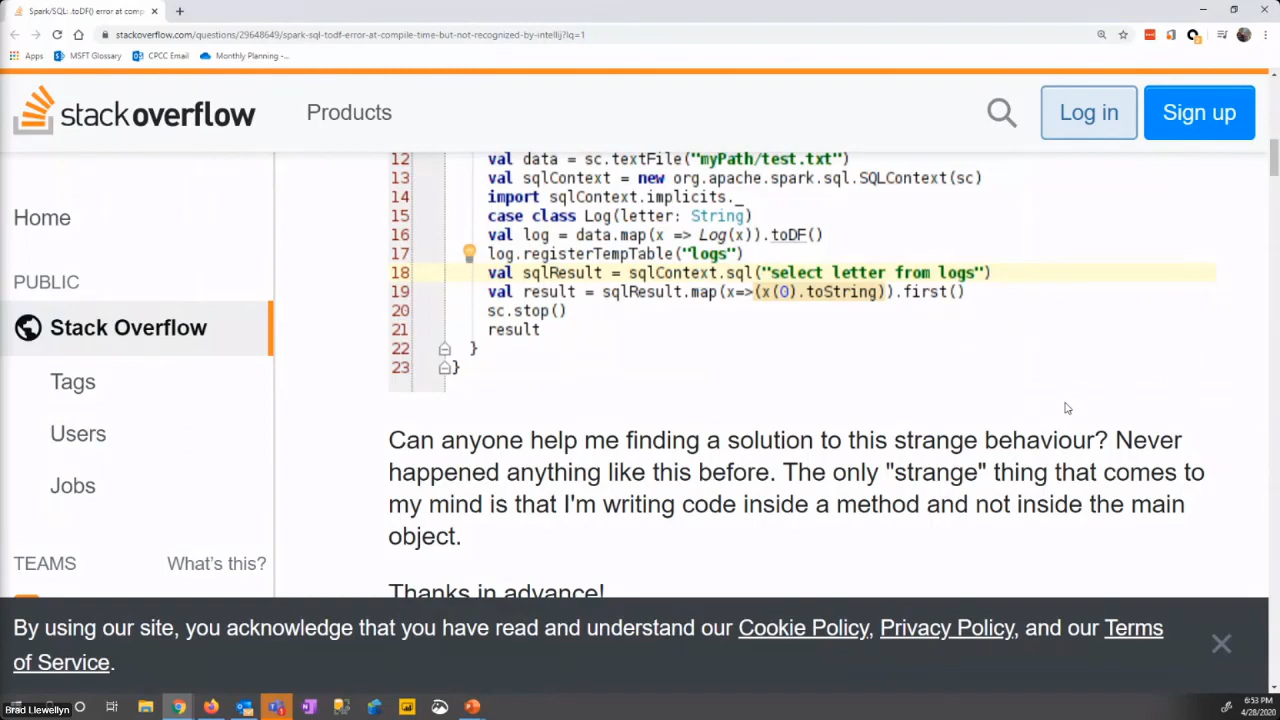 Spark/SQL: .toDF() error at comp
stackoverflow.com/questions/29648649/spark-sql-todf-error-at-compile-time-but-not-recognized-by-intellij?lq=1
Apps MSFT Glossary CPCC Email Monthly Planning -...
stackoverflow Products Log in Sign up
Home
PUBLIC
Stack Overflow
Tags
Users
Jobs
TEAMS What's this?
12 val data = sc.textFile("myPath/test.txt")
13 val sqlContext = new org.apache.spark.sql.SQLContext(sc)
14 import sqlContext.implicits._
15 case class Log(letter: String)
16 val log = data.map(x => Log(x)).toDF()
17 log.registerTempTable("logs")
18 val sqlResult = sqlContext.sql("select letter from logs")
19 val result = sqlResult.map(x=>(x(0).toString)).first()
20 sc.stop()
21 result
22 }
23 }
Can anyone help me finding a solution to this strange behaviour? Never
happened anything like this before. The only "strange" thing that comes to
my mind is that I'm writing code inside a method and not inside the main
object.
Thanks in advance!
By using our site, you acknowledge that you have read and understand our Cookie Policy, Privacy Policy, and our Terms
of Service.
Brad Llewellyn
6:53 PM
4/28/2020